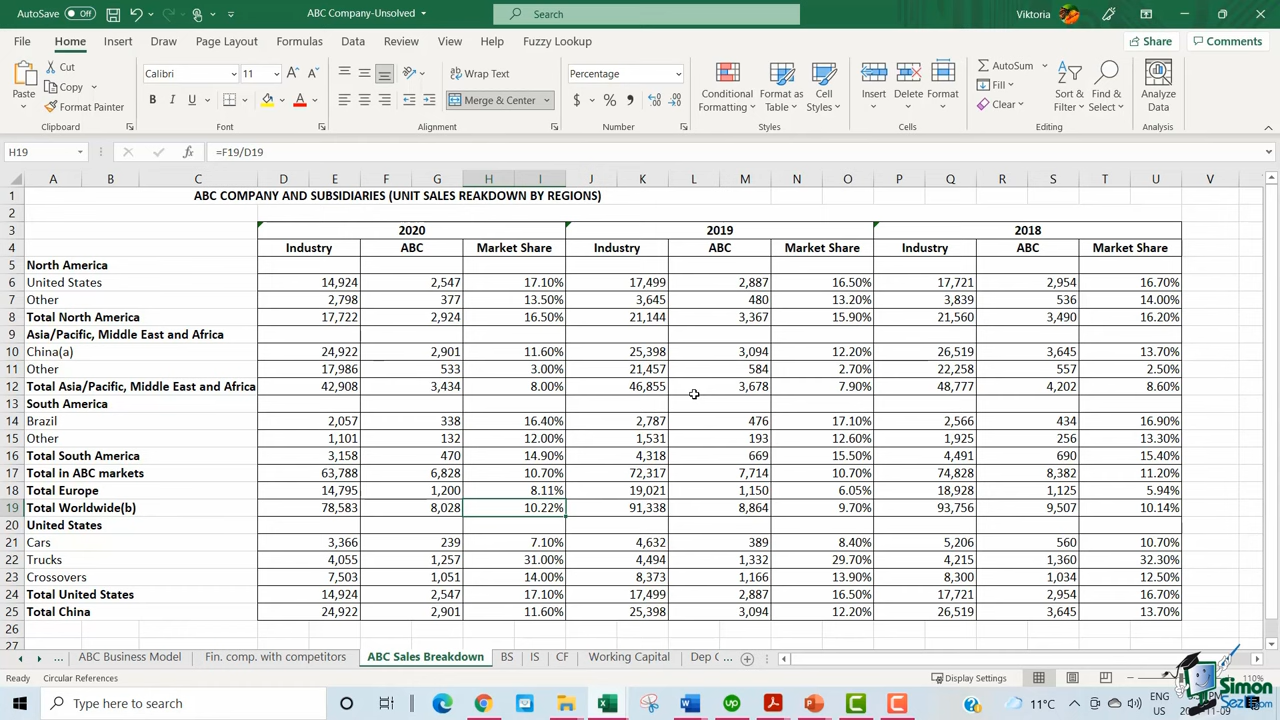 AutoSave Off ABC Company-Unsolved Search Viktoria
File Home Insert Draw Page Layout Formulas Data Review View Help Fuzzy Lookup Share Comments
Paste Cut Copy Format Painter
Calibri 11
B I U A
Wrap Text
Merge & Center
Percentage
$ % 9
Conditional Formatting Format as Table Cell Styles
Insert Delete Format
AutoSum Fill Clear
Sort & Filter Find & Select
Analyze Data
Clipboard Font Alignment Number Styles Cells Editing Analysis
H19 fx =F19/D19
A B C D E F G H I J K L M N O P Q R S T U V
1 ABC COMPANY AND SUBSIDIARIES (UNIT SALES REAKDOWN BY REGIONS)
2
3 2020 2019 2018
4 Industry ABC Market Share Industry ABC Market Share Industry ABC Market Share
5 North America
6 United States 14,924 2,547 17.10% 17,499 2,887 16.50% 17,721 2,954 16.70%
7 Other 2,798 377 13.50% 3,645 480 13.20% 3,839 536 14.00%
8 Total North America 17,722 2,924 16.50% 21,144 3,367 15.90% 21,560 3,490 16.20%
9 Asia/Pacific, Middle East and Africa
10 China(a) 24,922 2,901 11.60% 25,398 3,094 12.20% 26,519 3,645 13.70%
11 Other 17,986 533 3.00% 21,457 584 2.70% 22,258 557 2.50%
12 Total Asia/Pacific, Middle East and Africa 42,908 3,434 8.00% 46,855 3,678 7.90% 48,777 4,202 8.60%
13 South America
14 Brazil 2,057 338 16.40% 2,787 476 17.10% 2,566 434 16.90%
15 Other 1,101 132 12.00% 1,531 193 12.60% 1,925 256 13.30%
16 Total South America 3,158 470 14.90% 4,318 669 15.50% 4,491 690 15.40%
17 Total in ABC markets 63,788 6,828 10.70% 72,317 7,714 10.70% 74,828 8,382 11.20%
18 Total Europe 14,795 1,200 8.11% 19,021 1,150 6.05% 18,928 1,125 5.94%
19 Total Worldwide(b) 78,583 8,028 10.22% 91,338 8,864 9.70% 93,756 9,507 10.14%
20 United States
21 Cars 3,366 239 7.10% 4,632 389 8.40% 5,206 560 10.70%
22 Trucks 4,055 1,257 31.00% 4,494 1,332 29.70% 4,215 1,360 32.30%
23 Crossovers 7,503 1,051 14.00% 8,373 1,166 13.90% 8,300 1,034 12.50%
24 Total United States 14,924 2,547 17.10% 17,499 2,887 16.50% 17,721 2,954 16.70%
25 Total China 24,922 2,901 11.60% 25,398 3,094 12.20% 26,519 3,645 13.70%
26
27
... ABC Business Model Fin. comp. with competitors ABC Sales Breakdown BS IS CF Working Capital Dep C ...
Ready Circular References Display Settings 110%
Type here to search 11°C ENG US
Simon Sez IT